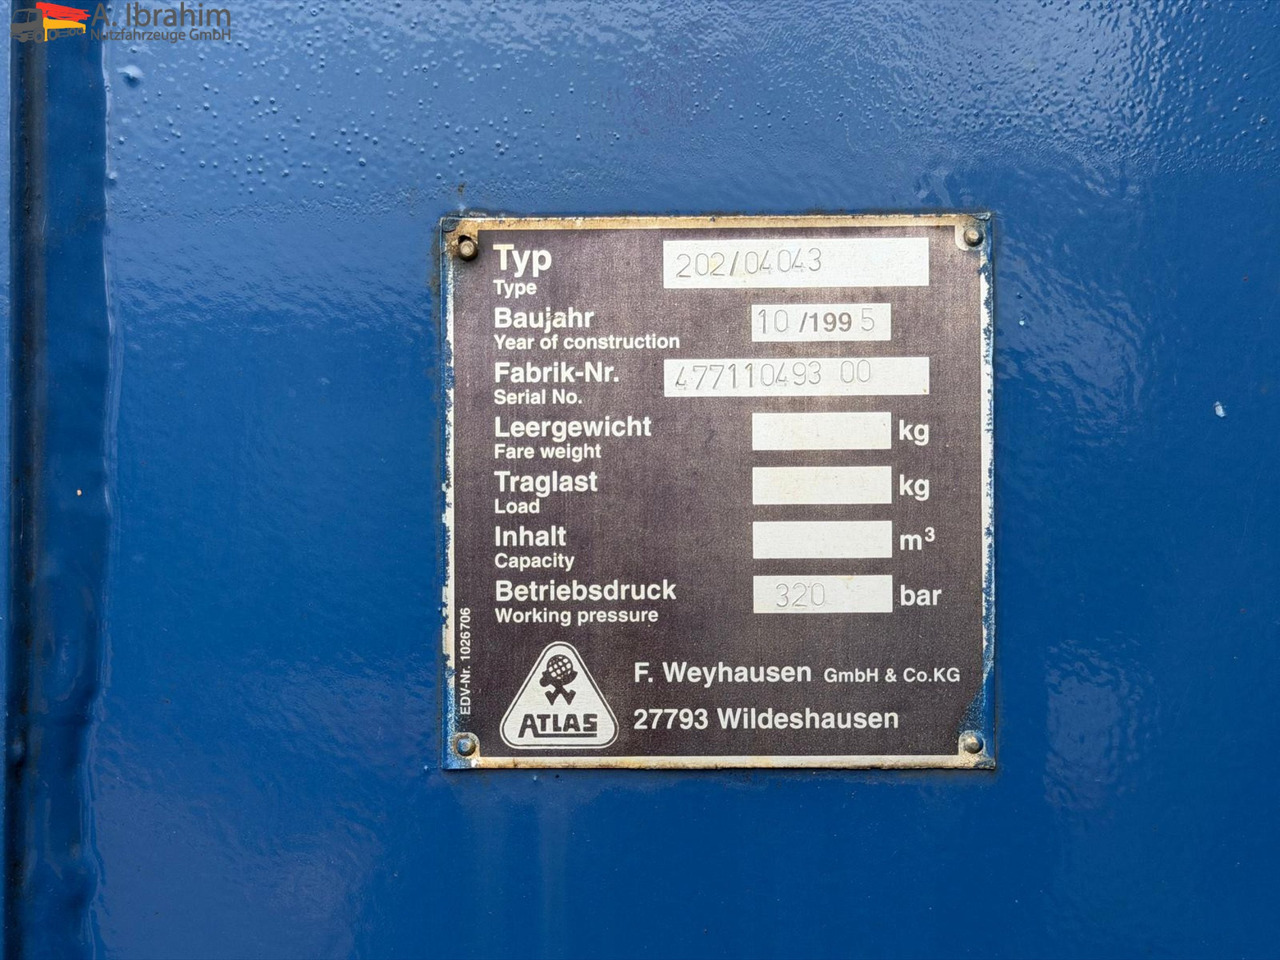 A. Ibrahim
Nutzfahrzeuge GmbH
Typ 202/04043
Type
Baujahr 10/1995
Year of construction
Fabrik-Nr. 477110493 00
Serial No.
Leergewicht kg
Fare weight
Traglast kg
Load
Inhalt m³
Capacity
Betriebsdruck 320 bar
Working pressure
EDV-Nr. 1026706
ATLAS
F. Weyhausen GmbH & Co.KG
27793 Wildeshausen